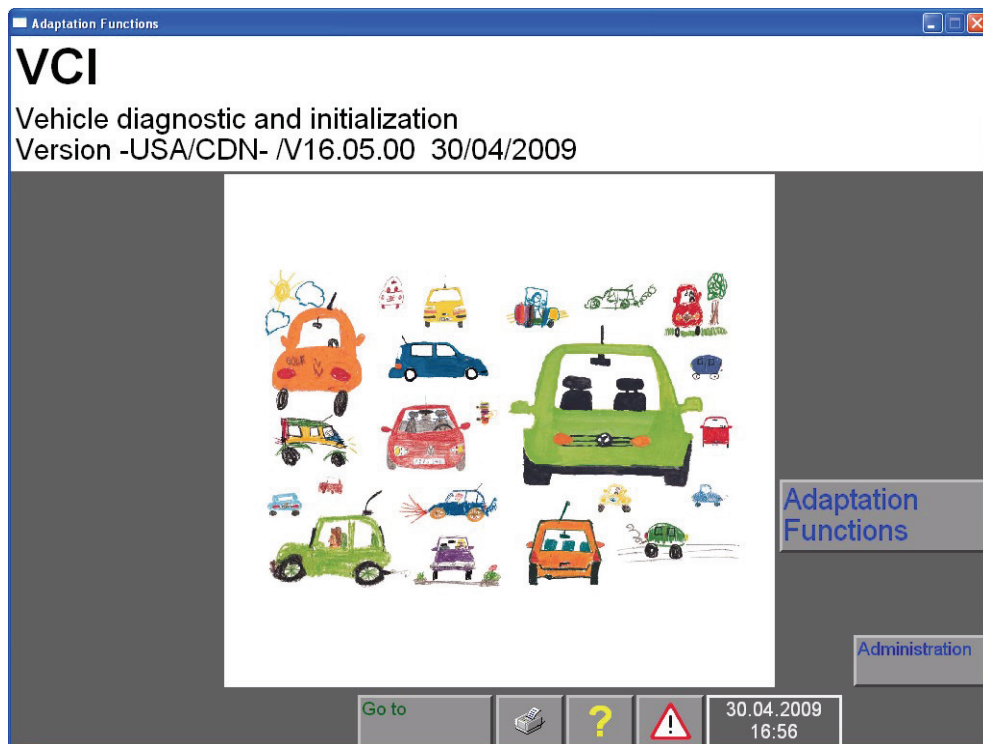 Adaptation Functions
VCI
Vehicle diagnostic and initialization
Version -USA/CDN- /V16.05.00 30/04/2009
Adaptation
Functions
Administration
Go to
?
!
30.04.2009
16:56